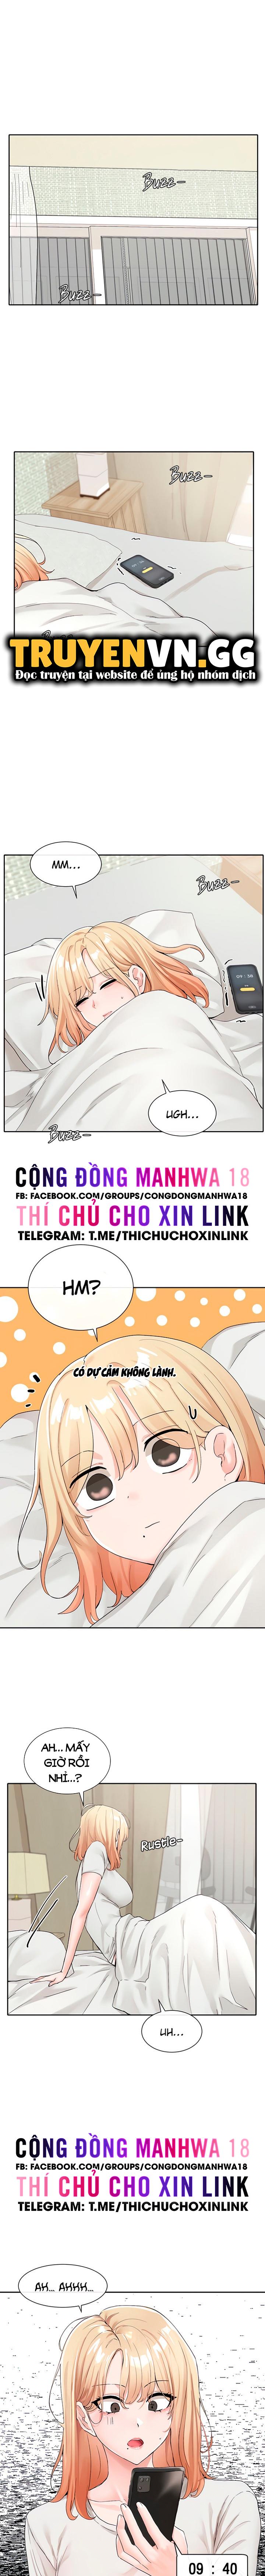 Buzz-
Buzz-
Buzz-
TRUYENVN.GG
Đọc truyện tại website để ủng hộ nhóm dịch
MM...
Buzz-
UGH...
Buzz-
CỘNG ĐỒNG MANHWA 18
FB: FACEBOOK.COM/GROUPS/CONGDONGMANHWA18
THÍ CHỦ CHO XIN LINK
TELEGRAM: T.ME/THICHUCHOXINLINK
HM?
CÓ DỰ CẢM KHÔNG LÀNH.
AH... MẤY
GIỜ RỒI
NHỈ...?
Rustle-
UH...
CỘNG ĐỒNG MANHWA 18
FB: FACEBOOK.COM/GROUPS/CONGDONGMANHWA18
THÍ CHỦ CHO XIN LINK
TELEGRAM: T.ME/THICHUCHOXINLINK
AH... AHHH...
09 : 40